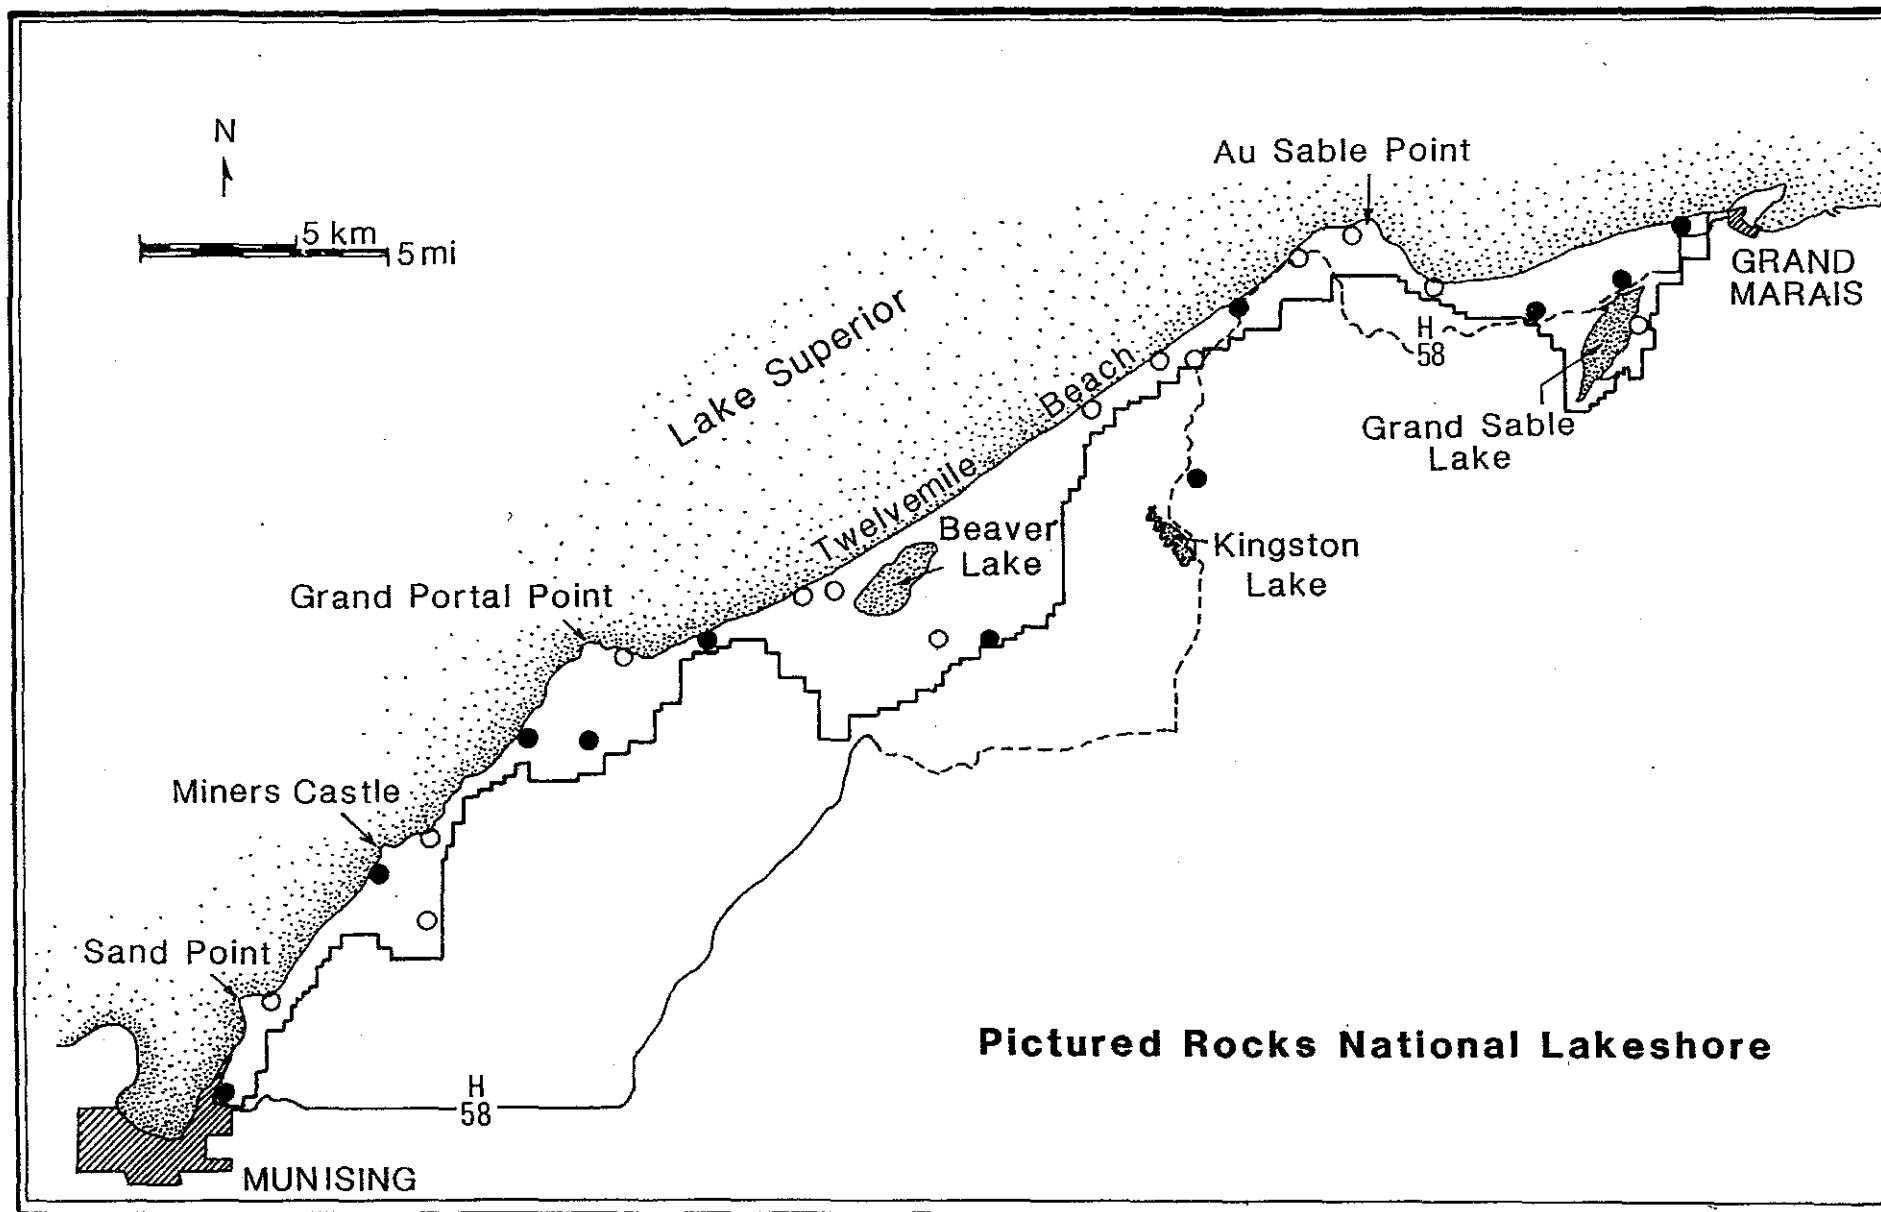 N
5 km
5 mi
Au Sable Point
GRAND
MARAIS
Lake Superior
H
58
Twelvemile Beach
Grand Sable
Lake
Beaver
Lake
Kingston
Lake
Grand Portal Point
Miners Castle
Sand Point
Pictured Rocks National Lakeshore
H
58
MUNISING